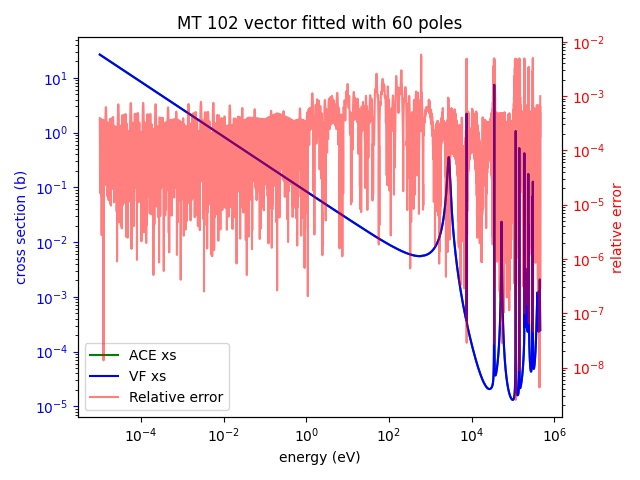 MT 102 vector fitted with 60 poles
cross section (b)
10¹
10⁰
10⁻¹
10⁻²
10⁻³
10⁻⁴
10⁻⁵
10⁻²
10⁻³
10⁻⁴
10⁻⁵
10⁻⁶
10⁻⁷
10⁻⁸
relative error
ACE xs
VF xs
Relative error
10⁻⁴
10⁻²
10⁰
10²
10⁴
10⁶
energy (eV)